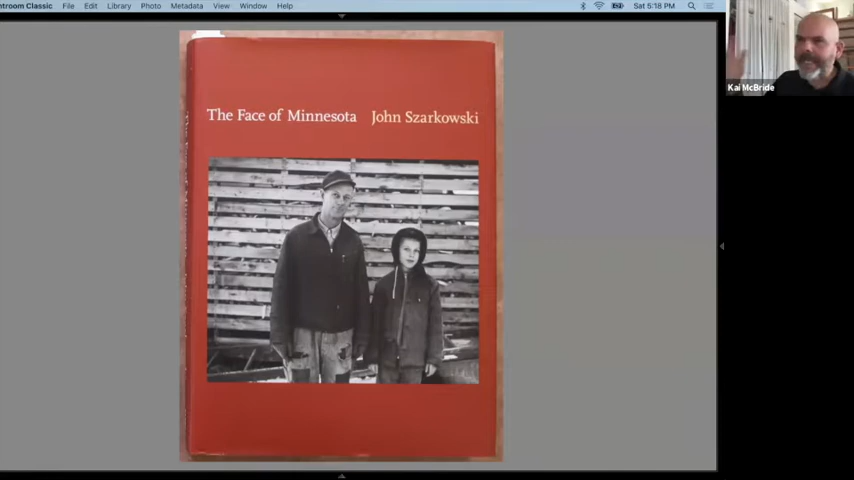 ntroom Classic File Edit Library Photo Metadata View Window Help Sat 5:18 PM
Kai McBride
The Face of Minnesota John Szarkowski